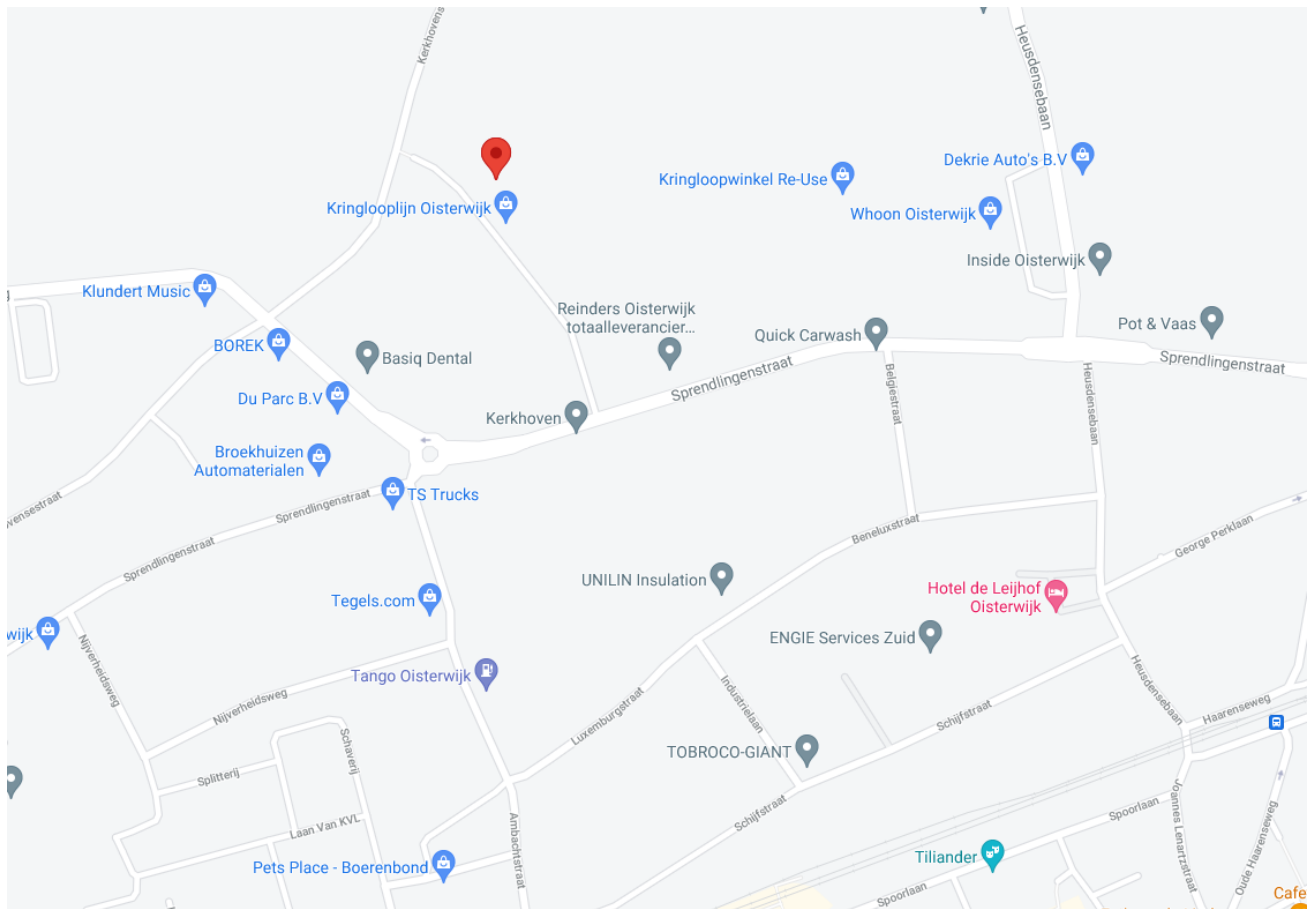 Kerkhovens
Heusdensebaan
Dekrie Auto's B.V
Kringloopwinkel Re-Use
Kringlooplijn Oisterwijk
Whoon Oisterwijk
Inside Oisterwijk
Klundert Music
Reinders Oisterwijk
totaalleverancier...
Pot & Vaas
Quick Carwash
BOREK
Basiq Dental
Sprendlingenstraat
Sprendlingenstraat
Du Parc B.V
Belgiestraat
Heusdensebaan
Kerkhoven
Broekhuizen
Automaterialen
TS Trucks
Sprendlingenstraat
vensestraat
Sprendlingenstraat
Beneluxstraat
George Perklaan
UNILIN Insulation
Hotel de Leijhof
Oisterwijk
Tegels.com
wijk
ENGIE Services Zuid
Nijverheidsweg
Tango Oisterwijk
Heusdensebaan
Industrielaan
Nijverheidsweg
Luxemburgstraat
Schijfstraat
Haarenseweg
Schaverij
TOBROCO-GIANT
Splitterij
Schijfstraat
Spoorlaan
Joannes Lenartzstraat
Laan Van KVL
Ambachtstraat
Oude Haarenseweg
Tiliander
Pets Place - Boerenbond
Spoorlaan
Cafe